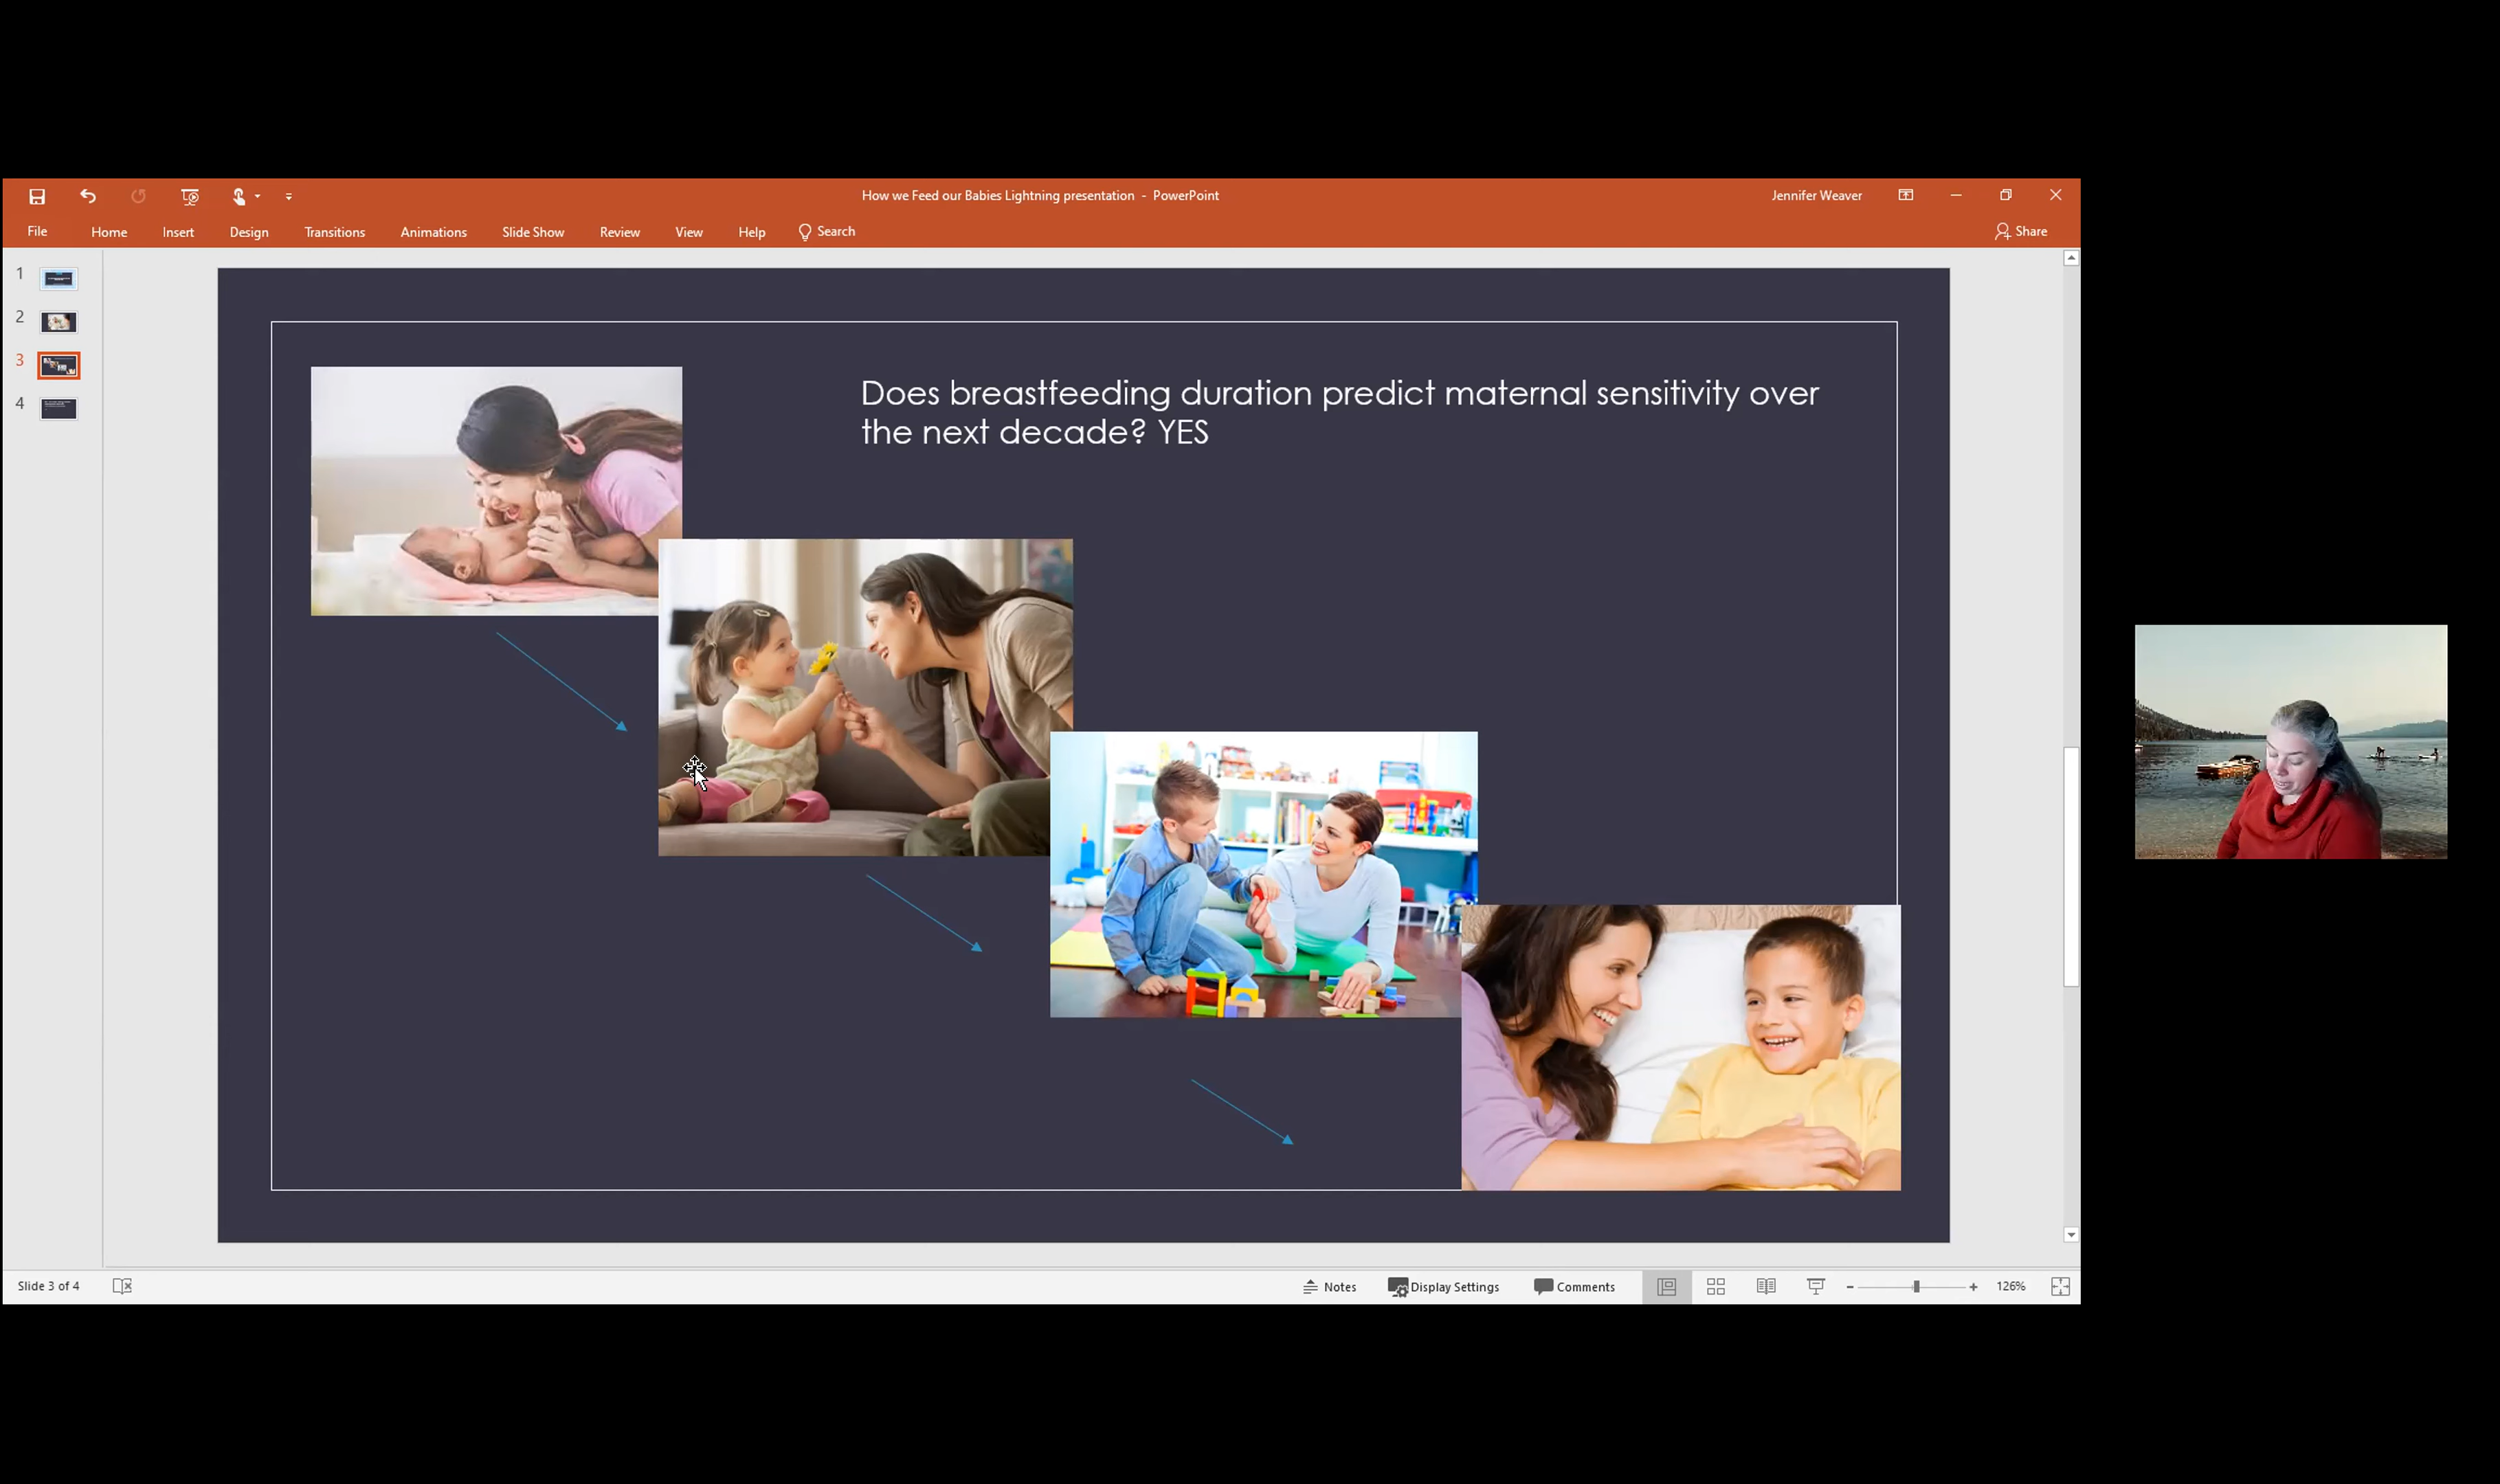 How we Feed our Babies Lightning presentation - PowerPoint
Jennifer Weaver
File Home Insert Design Transitions Animations Slide Show Review View Help Search Share
1
2
3
4
Does breastfeeding duration predict maternal sensitivity over
the next decade? YES
Slide 3 of 4 Notes Display Settings Comments 126%